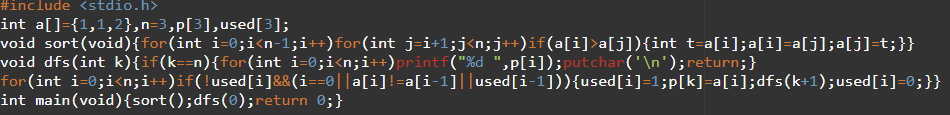 #include <stdio.h>
int a[]={1,1,2},n=3,p[3],used[3];
void sort(void){for(int i=0;i<n-1;i++)for(int j=i+1;j<n;j++)if(a[i]>a[j]){int t=a[i];a[i]=a[j];a[j]=t;}}
void dfs(int k){if(k==n){for(int i=0;i<n;i++)printf("%d ",p[i]);putchar('\n');return;}
for(int i=0;i<n;i++)if(!used[i]&&(i==0||a[i]!=a[i-1]||used[i-1])){used[i]=1;p[k]=a[i];dfs(k+1);used[i]=0;}}
int main(void){sort();dfs(0);return 0;}